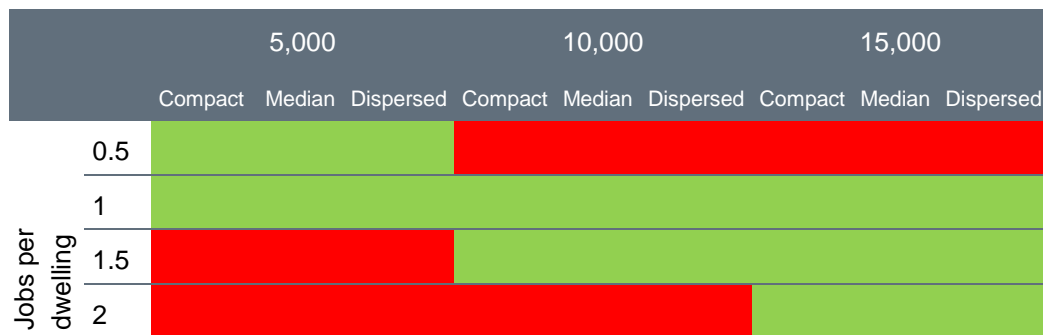 5,000 10,000 15,000
Compact Median Dispersed Compact Median Dispersed Compact Median Dispersed
Jobs per
dwelling
0.5
1
1.5
2